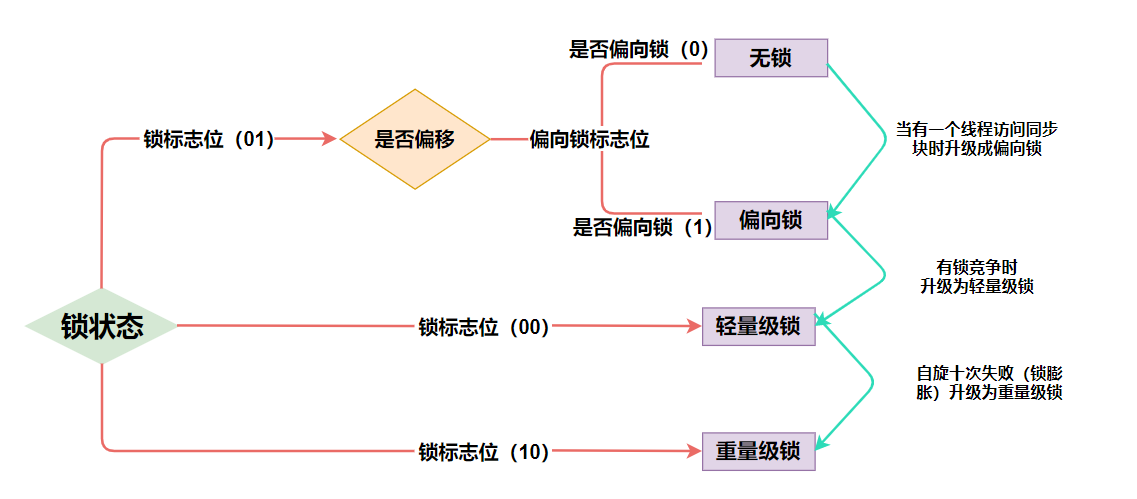 是否偏向锁（0）
无锁
锁标志位（01）
是否偏移
偏向锁标志位
当有一个线程访问同步
块时升级成偏向锁
是否偏向锁（1）
偏向锁
有锁竞争时
升级为轻量级锁
锁状态
锁标志位（00）
轻量级锁
自旋十次失败（锁膨
胀）升级为重量级锁
锁标志位（10）
重量级锁